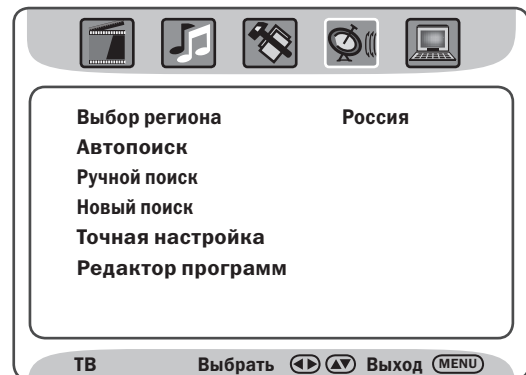 Выбор региона Россия
Автопоиск
Ручной поиск
Новый поиск
Точная настройка
Редактор программ
ТВ Выбрать Выход MENU